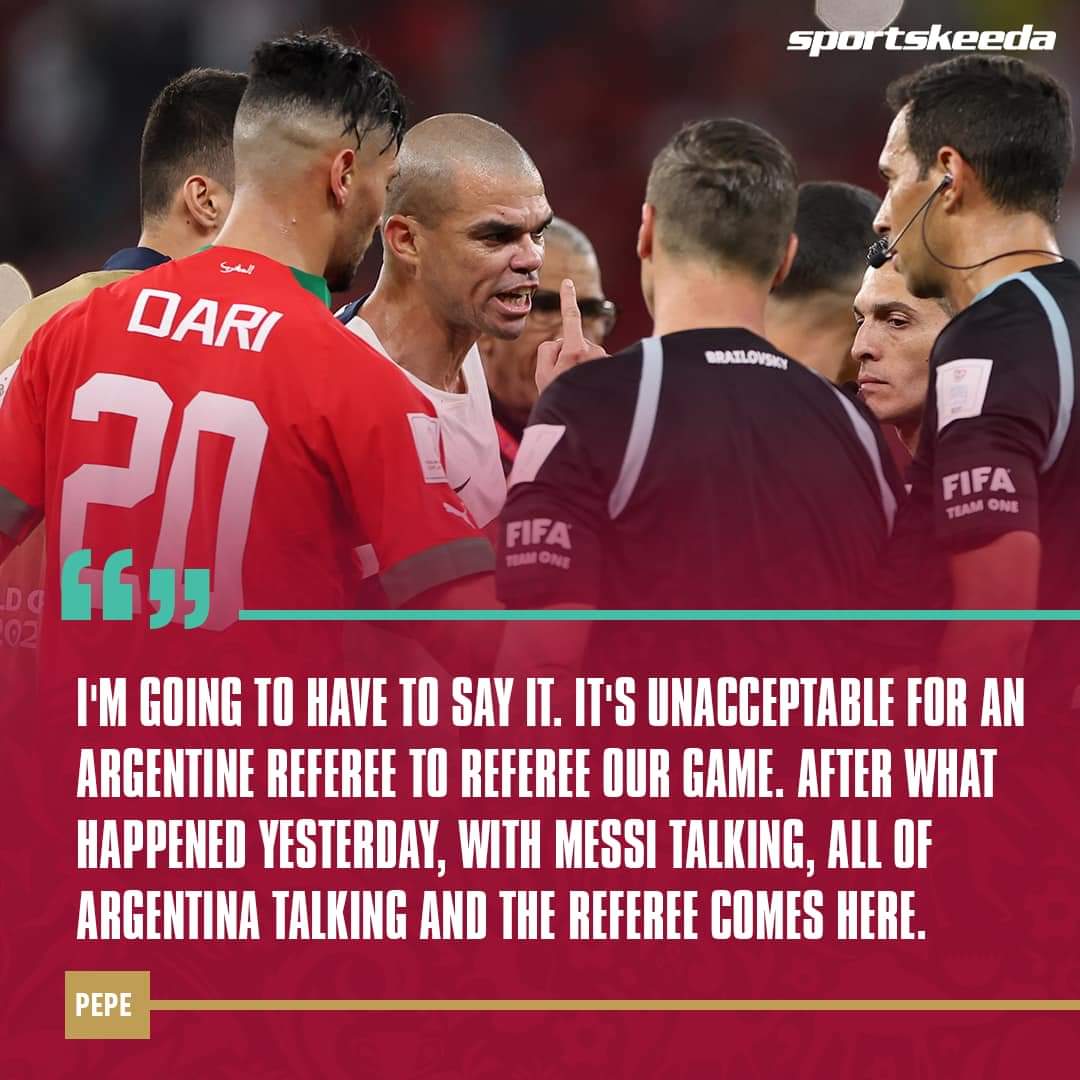 sportskeeda
DARI
20
BRAILOVSKY
FIFA
TEAM ONE
FIFA
TEAM ONE
I'M GOING TO HAVE TO SAY IT. IT'S UNACCEPTABLE FOR AN
ARGENTINE REFEREE TO REFEREE OUR GAME. AFTER WHAT
HAPPENED YESTERDAY, WITH MESSI TALKING, ALL OF
ARGENTINA TALKING AND THE REFEREE COMES HERE.
PEPE